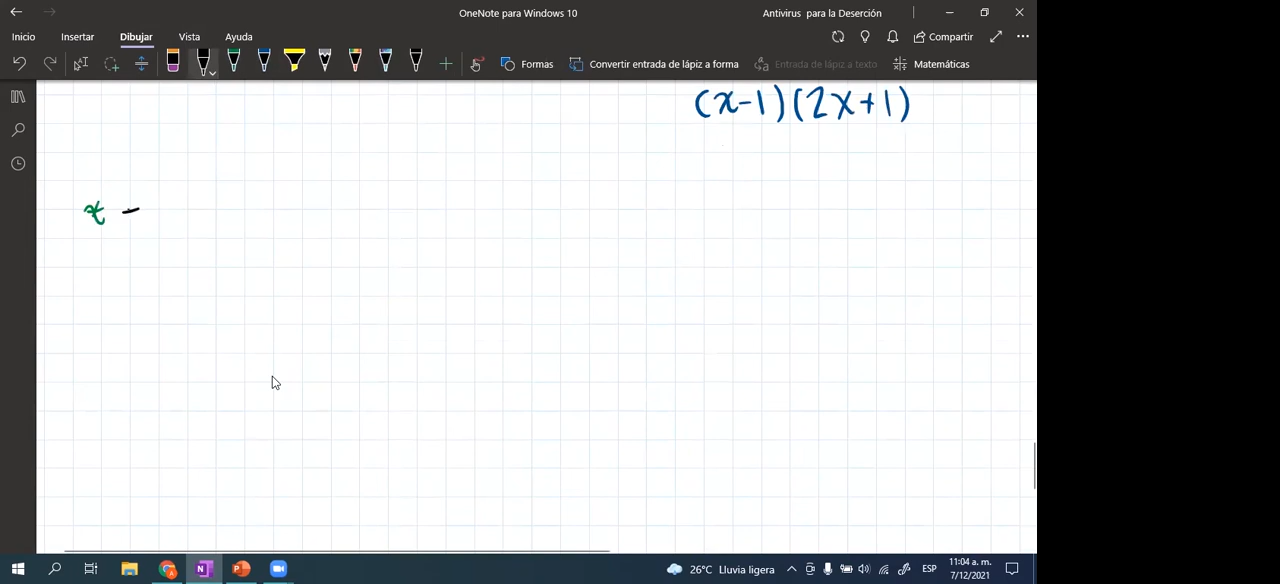 OneNote para Windows 10
Antivirus para la Deserción
Inicio Insertar Dibujar Vista Ayuda
Compartir
Formas Convertir entrada de lápiz a forma Entrada de lápiz a texto Matemáticas
(x-1)(2x+1)
x -
26°C Lluvia ligera ESP 11:04 a. m.
7/12/2021